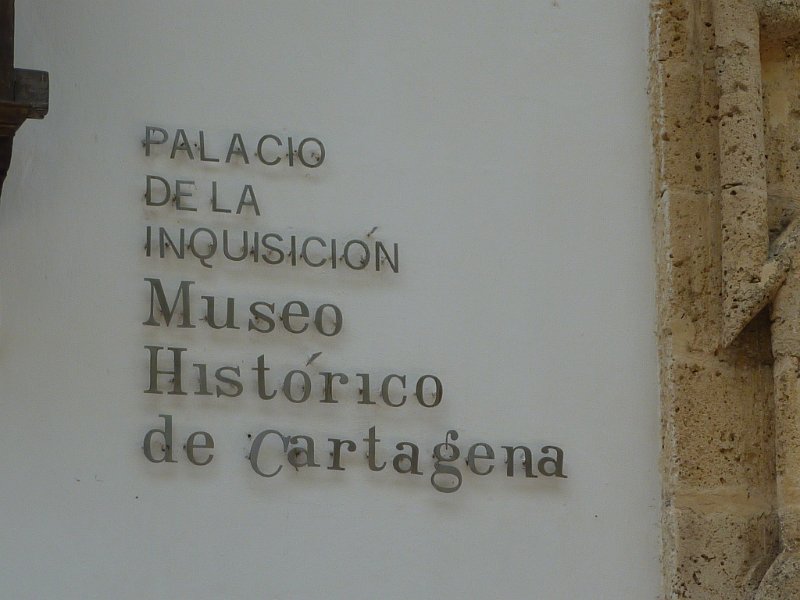 PALACIO
DE LA
INQUISICIÓN
Museo
Histórico
de Cartagena